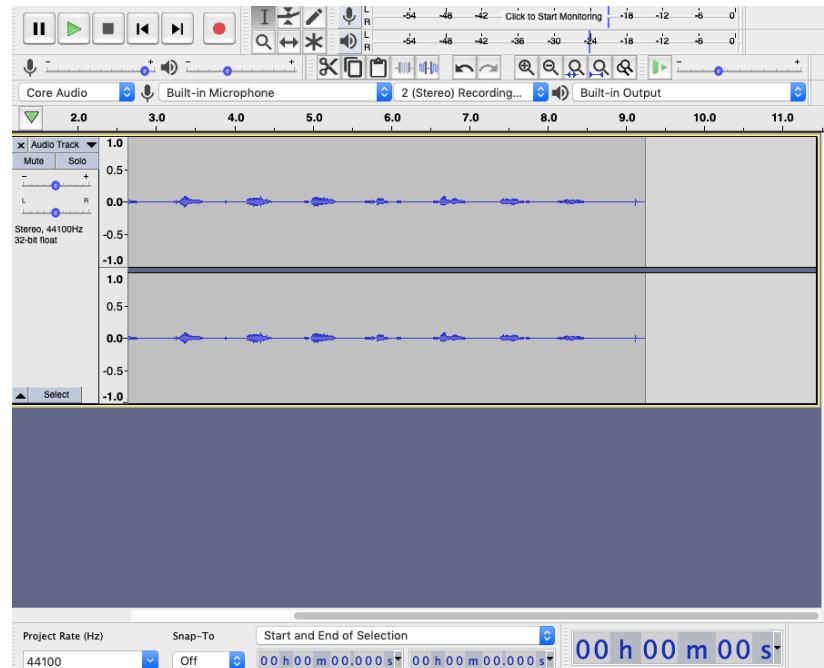 L
R
-54 -48 -42 Click to Start Monitoring -18 -12 -6 0
L
R
-54 -48 -42 -36 -30 -24 -18 -12 -6 0
- +
- +
- +
Core Audio Built-in Microphone 2 (Stereo) Recording... Built-in Output
2.0 3.0 4.0 5.0 6.0 7.0 8.0 9.0 10.0 11.0
x Audio Track
Mute Solo
- +
L R
Stereo, 44100Hz
32-bit float
Select
1.0
0.5
0.0
-0.5
-1.0
1.0
0.5
0.0
-0.5
-1.0
Project Rate (Hz) Snap-To Start and End of Selection
44100 Off 00 h 00 m 00.000 s 00 h 00 m 00.000 s
00 h 00 m 00 s